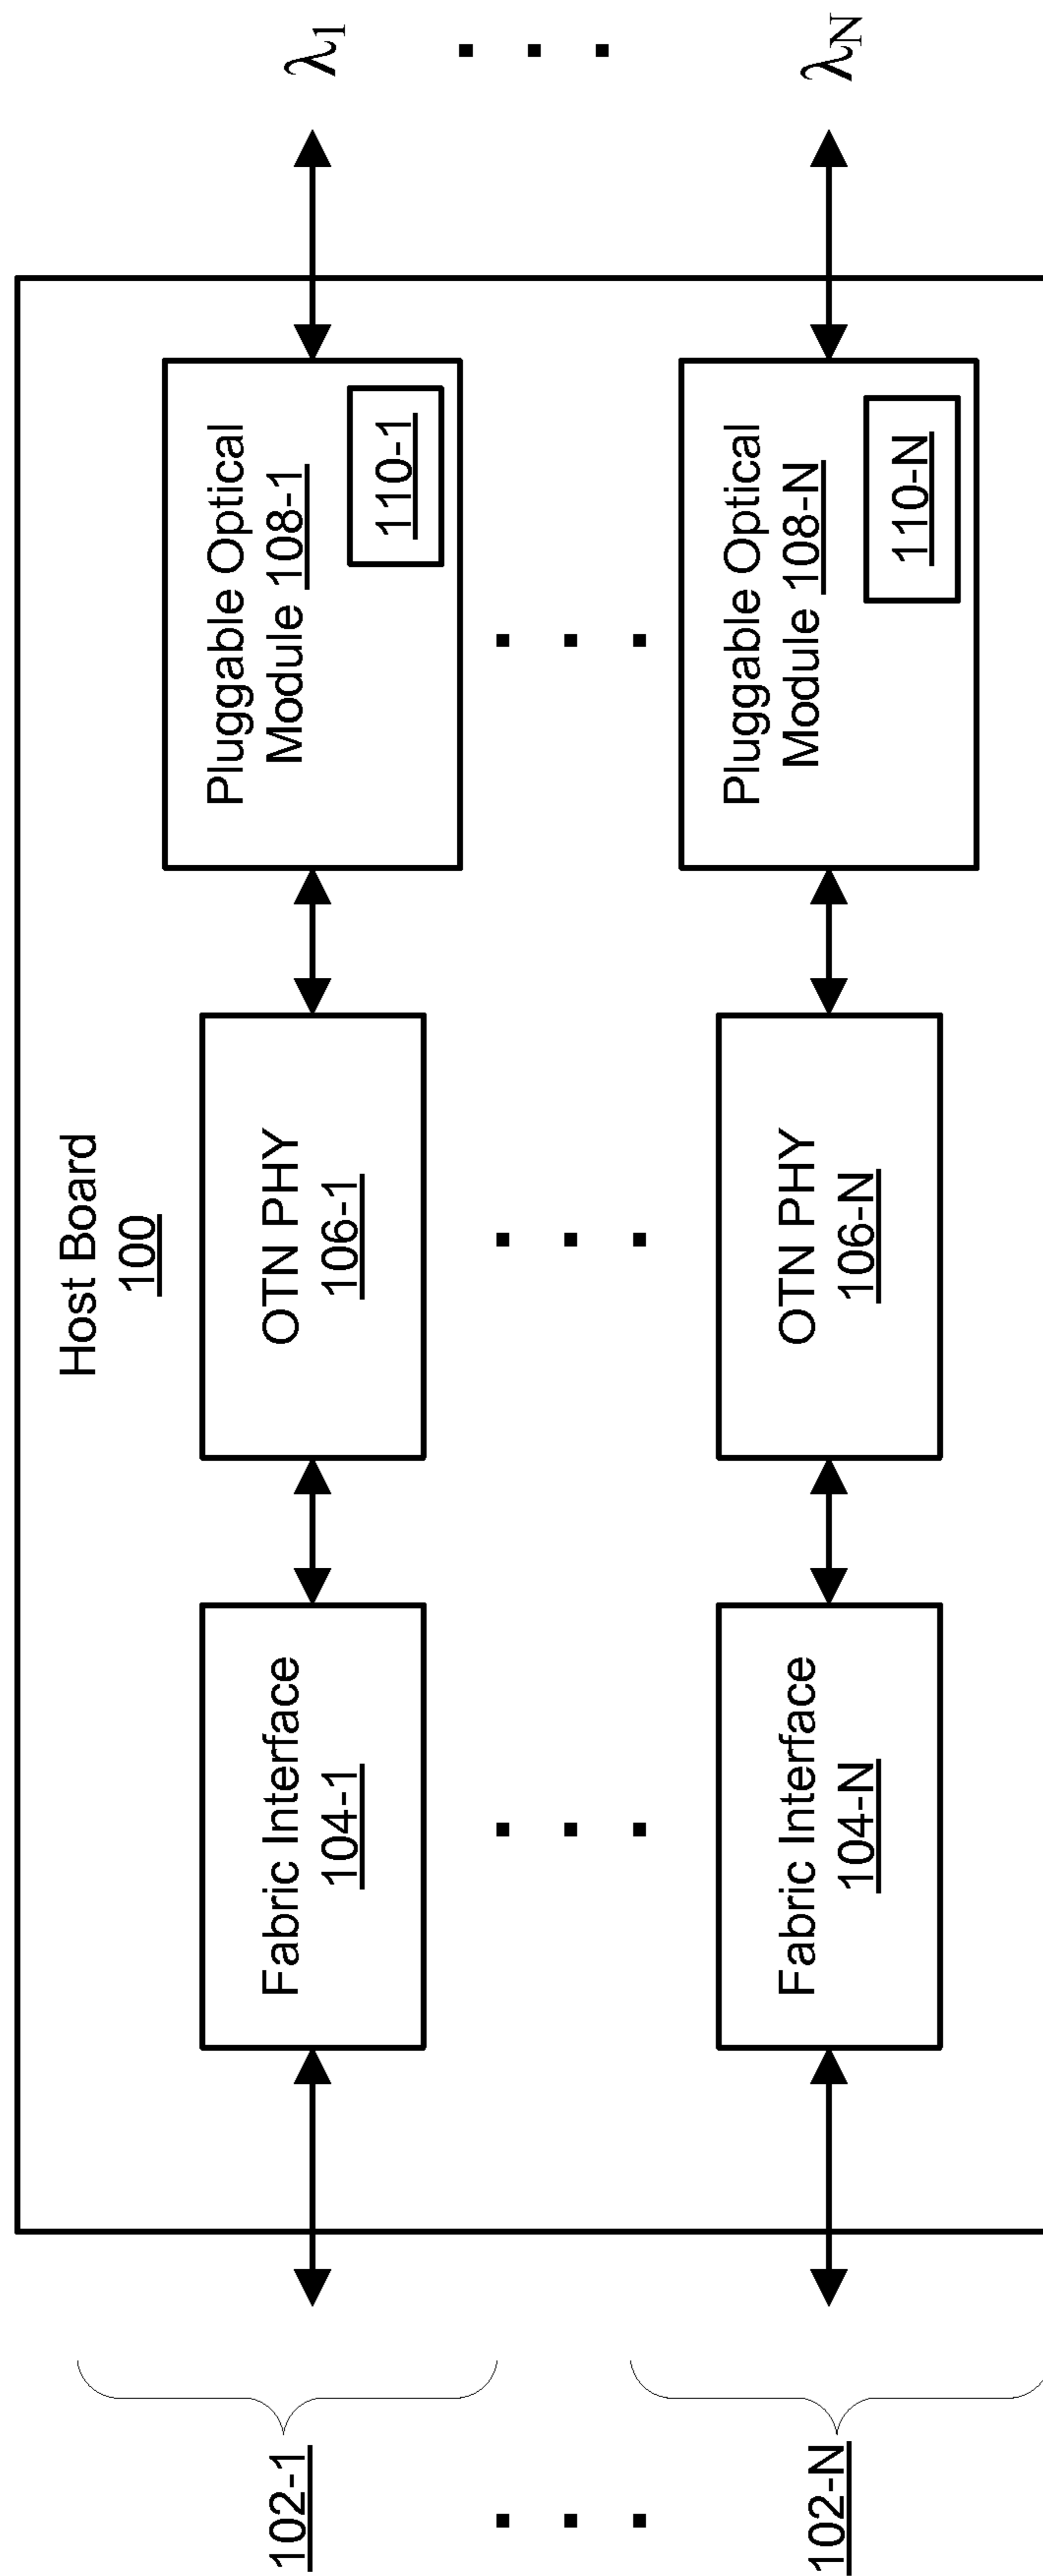 Host Board
100
102-1
Fabric Interface
104-1
OTN PHY
106-1
Pluggable Optical
Module 108-1
110-1
λ1
102-N
Fabric Interface
104-N
OTN PHY
106-N
Pluggable Optical
Module 108-N
110-N
λN